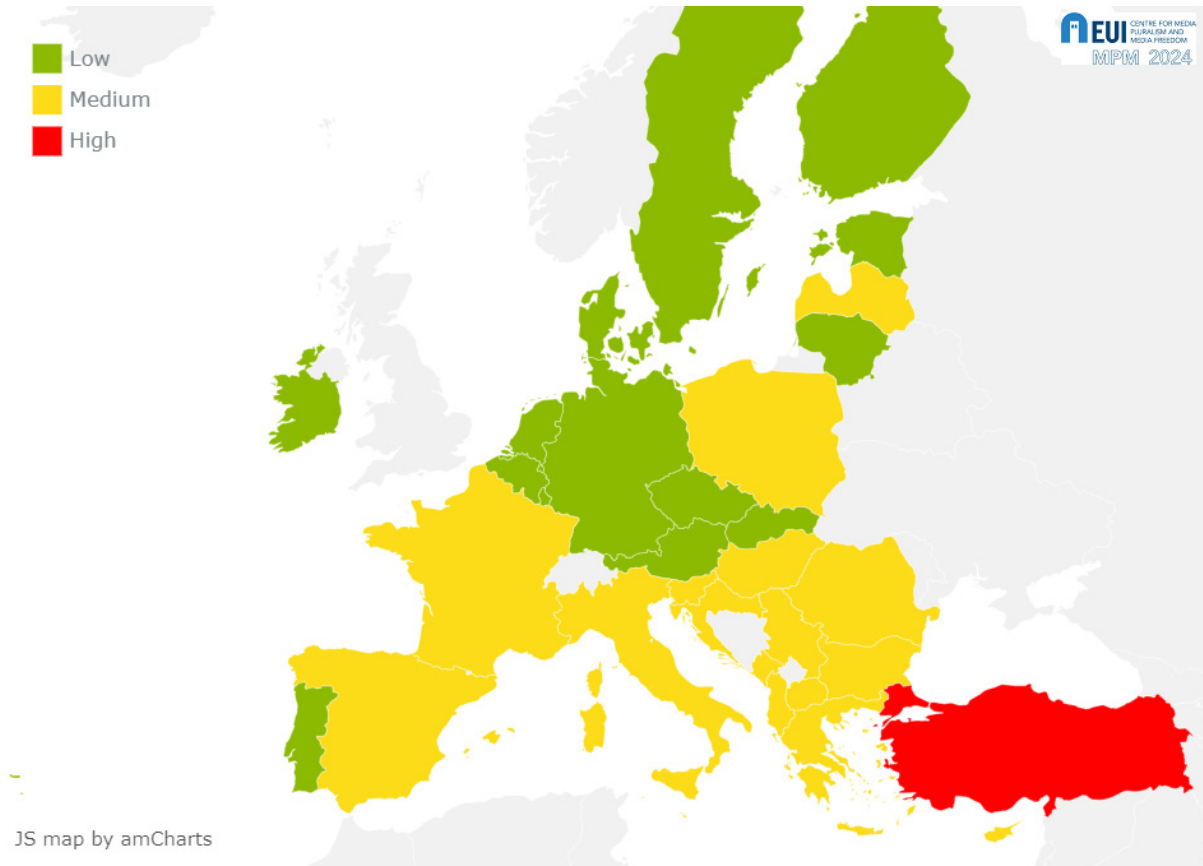 Low
Medium
High
EUI
CENTRE FOR MEDIA
PLURALISM AND
MEDIA FREEDOM
MPM 2024
JS map by amCharts